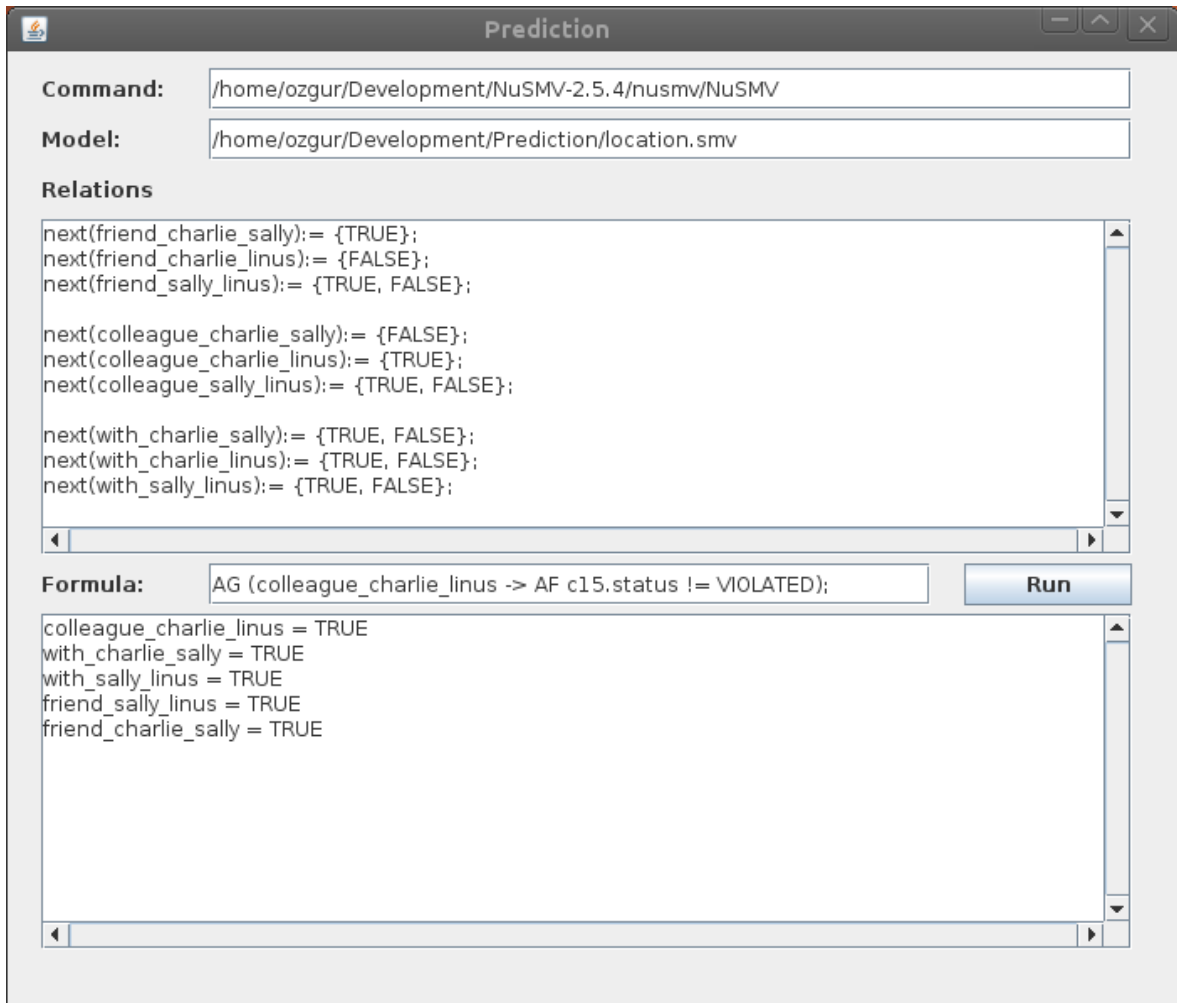 Prediction
Command: /home/ozgur/Development/NuSMV-2.5.4/nusmv/NuSMV
Model: /home/ozgur/Development/Prediction/location.smv
Relations
next(friend_charlie_sally):= {TRUE};
next(friend_charlie_linus):= {FALSE};
next(friend_sally_linus):= {TRUE, FALSE};
next(colleague_charlie_sally):= {FALSE};
next(colleague_charlie_linus):= {TRUE};
next(colleague_sally_linus):= {TRUE, FALSE};
next(with_charlie_sally):= {TRUE, FALSE};
next(with_charlie_linus):= {TRUE, FALSE};
next(with_sally_linus):= {TRUE, FALSE};
Formula: AG (colleague_charlie_linus -> AF c15.status != VIOLATED); Run
colleague_charlie_linus = TRUE
with_charlie_sally = TRUE
with_sally_linus = TRUE
friend_sally_linus = TRUE
friend_charlie_sally = TRUE